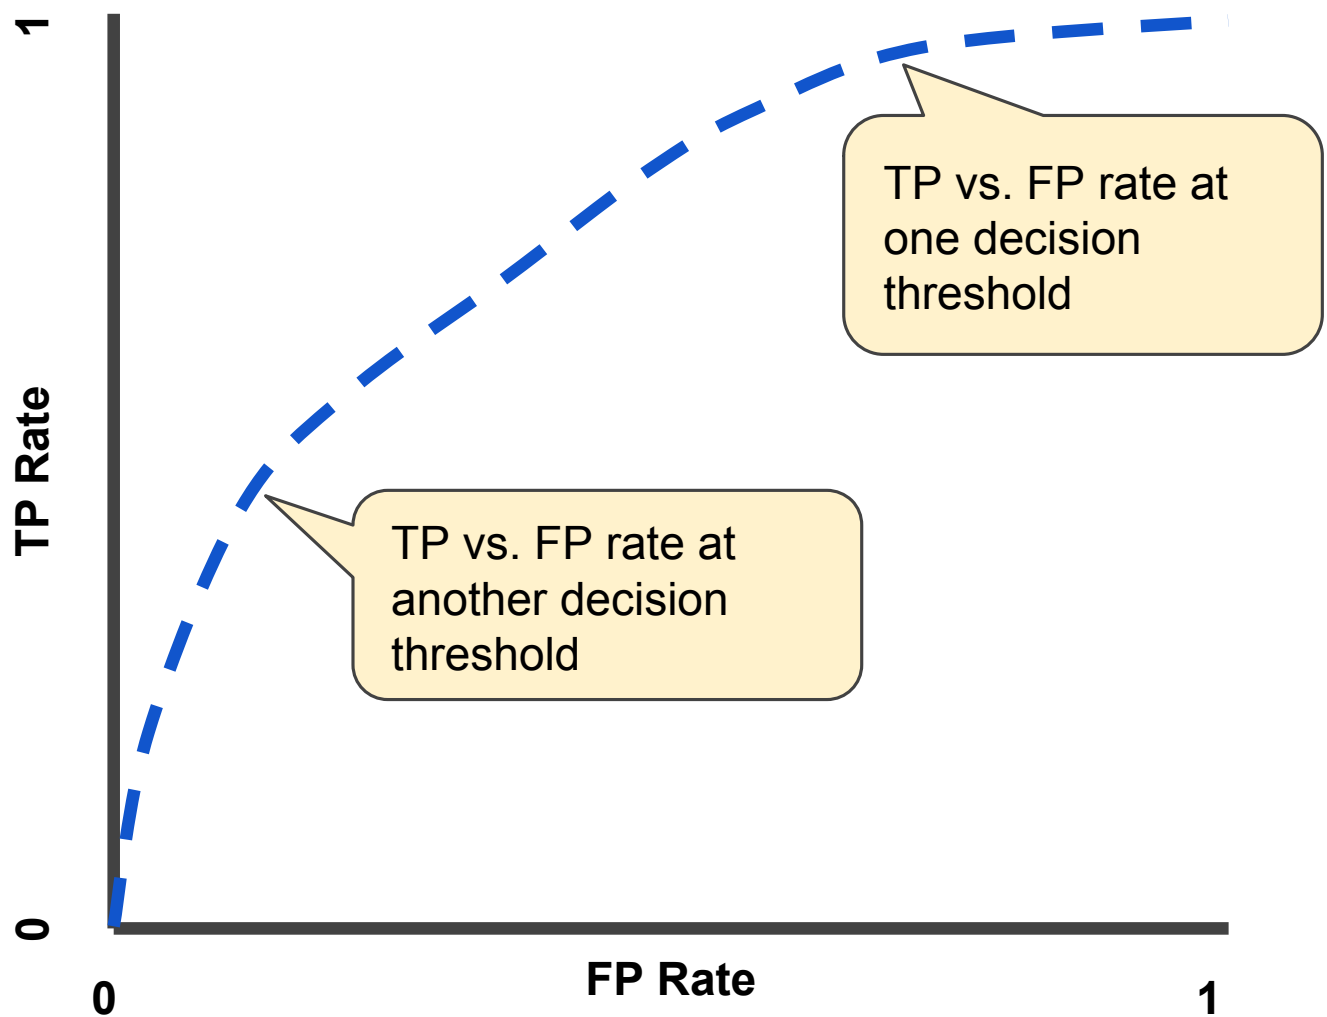 1
TP vs. FP rate at
one decision
threshold
TP Rate
TP vs. FP rate at
another decision
threshold
0
0
FP Rate
1